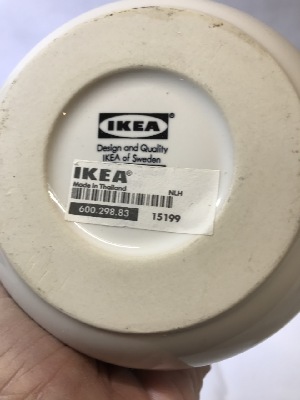 IKEA
Design and Quality
IKEA of Sweden
IKEA®
Made in Thailand
NLH
600.298.83
15199